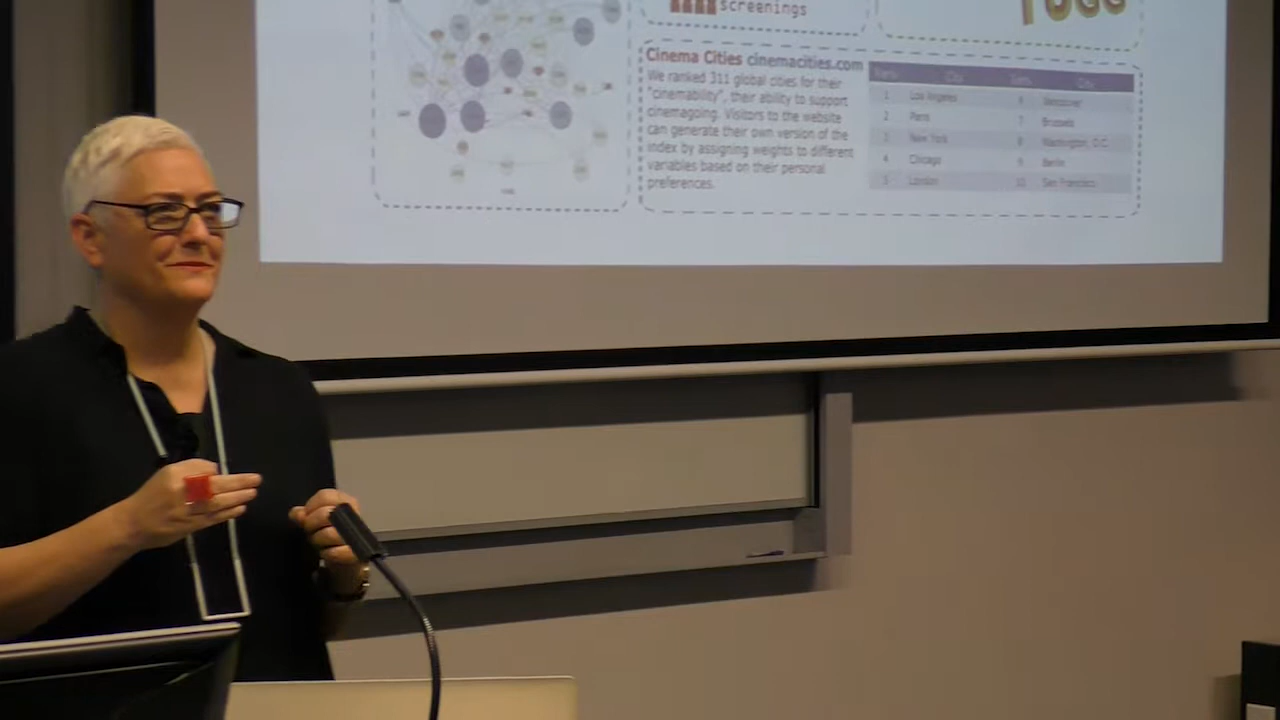 screenings
Cinema Cities cinemacities.com
We ranked 311 global cities for their
"cinemability", their ability to support
cinemagoing. Visitors to the website
can generate their own version of the
index by assigning weights to different
variables based on their personal
preferences.
Rank City City
1 Los Angeles 6 Vancouver
2 Paris 7 Brussels
3 New York 8 Washington, D.C.
4 Chicago 9 Berlin
5 London 10 San Francisco